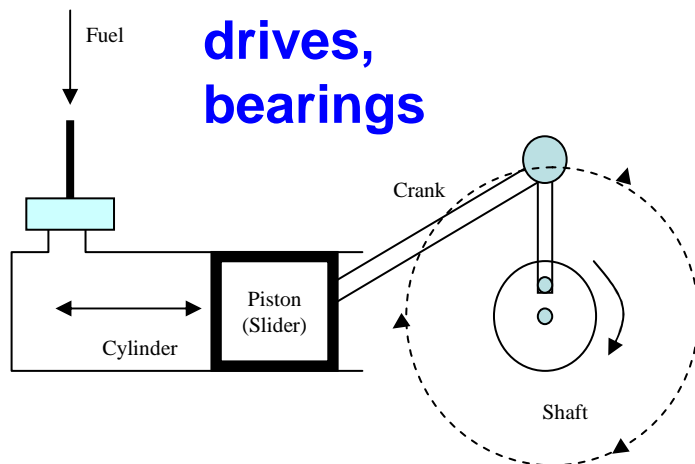 Fuel
drives,
bearings
Crank
Piston
(Slider)
Cylinder
Shaft